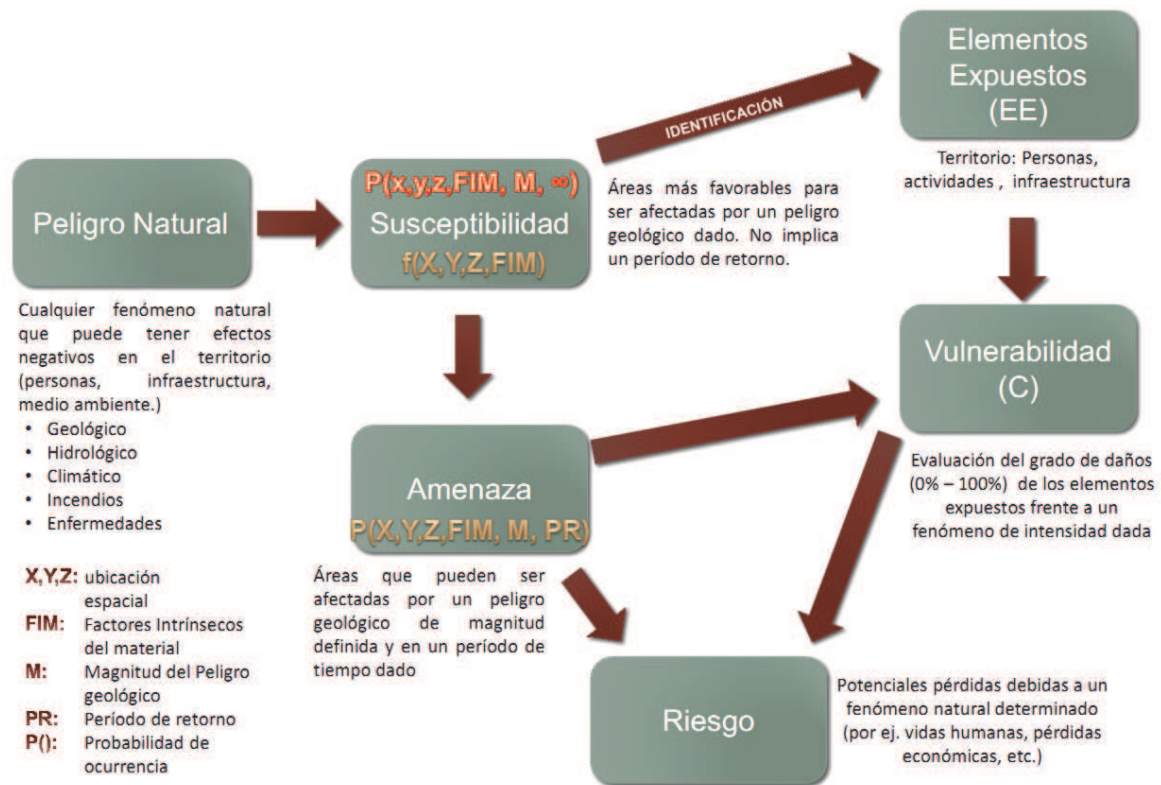 Peligro Natural
Cualquier fenómeno natural
que puede tener efectos
negativos en el territorio
(personas, infraestructura,
medio ambiente.)
• Geológico
• Hidrológico
• Climático
• Incendios
• Enfermedades
P(x,y,z,FIM, M, ∞)
Susceptibilidad
f(X,Y,Z,FIM)
IDENTIFICACIÓN
Áreas más favorables para
ser afectadas por un peligro
geológico dado. No implica
un período de retorno.
Elementos
Expuestos
(EE)
Territorio: Personas,
actividades , infraestructura
Vulnerabilidad
(C)
Evaluación del grado de daños
(0% – 100%) de los elementos
expuestos frente a un
fenómeno de intensidad dada
Amenaza
P(X,Y,Z,FIM, M, PR)
Áreas que pueden ser
afectadas por un peligro
geológico de magnitud
definida y en un período de
tiempo dado
Riesgo
Potenciales pérdidas debidas a un
fenómeno natural determinado
(por ej. vidas humanas, pérdidas
económicas, etc.)
X,Y,Z: ubicación
espacial
FIM: Factores Intrínsecos
del material
M: Magnitud del Peligro
geológico
PR: Período de retorno
P(): Probabilidad de
ocurrencia